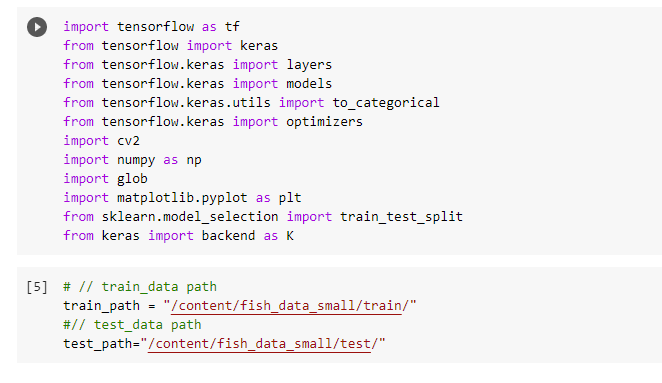 import tensorflow as tf
from tensorflow import keras
from tensorflow.keras import layers
from tensorflow.keras import models
from tensorflow.keras.utils import to_categorical
from tensorflow.keras import optimizers
import cv2
import numpy as np
import glob
import matplotlib.pyplot as plt
from sklearn.model_selection import train_test_split
from keras import backend as K
[5] # // train_data path
train_path = "/content/fish_data_small/train/"
#// test_data path
test_path="/content/fish_data_small/test/"